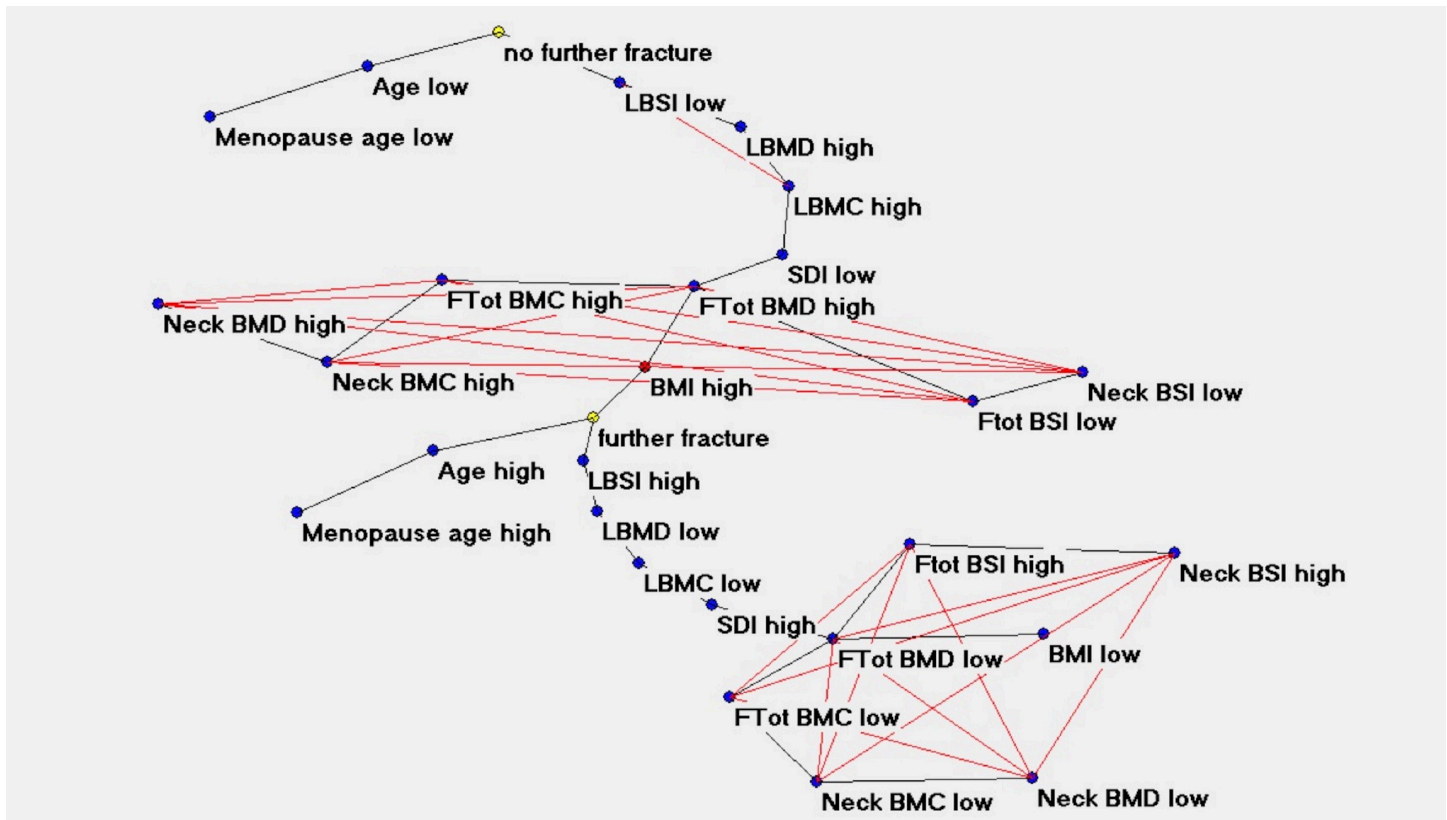 no further fracture
Age low
LBSI low
Menopause age low
LBMD high
LBMC high
SDI low
FTot BMC high
FTot BMD high
Neck BMD high
Neck BMC high
BMI high
Neck BSI low
Ftot BSI low
further fracture
Age high
LBSI high
Menopause age high
LBMD low
Ftot BSI high
Neck BSI high
LBMC low
SDI high
FTot BMD low
BMI low
FTot BMC low
Neck BMC low
Neck BMD low